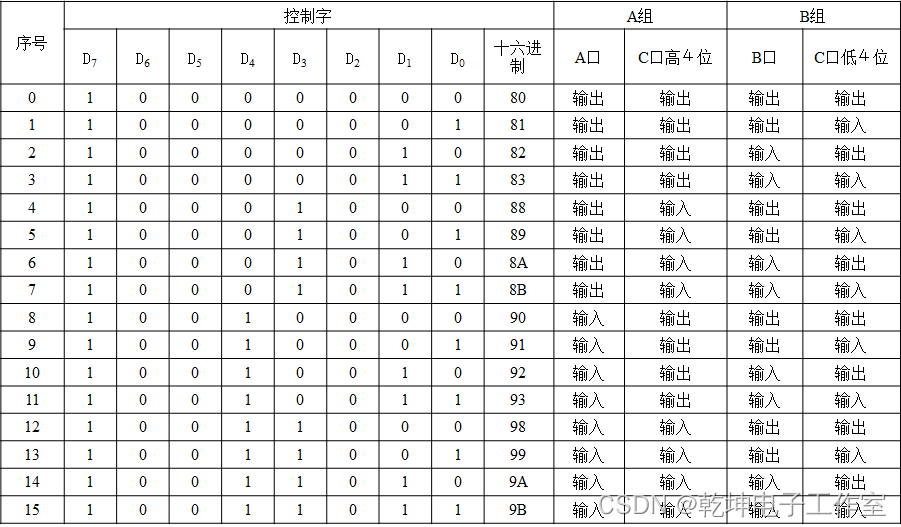 控制字 A组 B组
序号 D7 D6 D5 D4 D3 D2 D1 D0 十六进制 A口 C口高４位 B口 C口低４位
0 1 0 0 0 0 0 0 0 80 输出 输出 输出 输出
1 1 0 0 0 0 0 0 1 81 输出 输出 输出 输入
2 1 0 0 0 0 0 1 0 82 输出 输出 输入 输出
3 1 0 0 0 0 0 1 1 83 输出 输出 输入 输入
4 1 0 0 0 1 0 0 0 88 输出 输入 输出 输出
5 1 0 0 0 1 0 0 1 89 输出 输入 输出 输入
6 1 0 0 0 1 0 1 0 8A 输出 输入 输入 输出
7 1 0 0 0 1 0 1 1 8B 输出 输入 输入 输入
8 1 0 0 1 0 0 0 0 90 输入 输出 输出 输出
9 1 0 0 1 0 0 0 1 91 输入 输出 输出 输入
10 1 0 0 1 0 0 1 0 92 输入 输出 输入 输出
11 1 0 0 1 0 0 1 1 93 输入 输出 输入 输入
12 1 0 0 1 1 0 0 0 98 输入 输入 输出 输出
13 1 0 0 1 1 0 0 1 99 输入 输入 输出 输入
14 1 0 0 1 1 0 1 0 9A 输入 输入 输入 输出
15 1 0 0 1 1 0 1 1 9B 输入 输入 输入 输入
CSDN @乾坤电子工作室